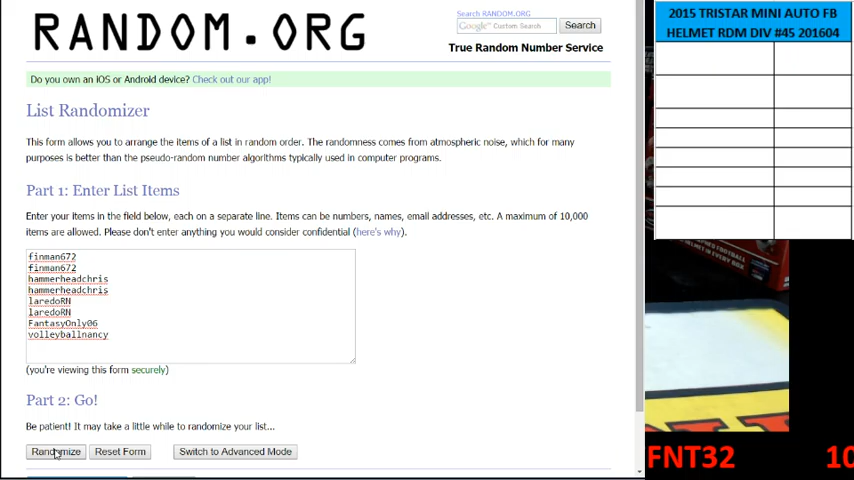 Search RANDOM.ORG
RANDOM.ORG
Google™ Custom Search
Search
True Random Number Service
Do you own an iOS or Android device? Check out our app!
List Randomizer
This form allows you to arrange the items of a list in random order. The randomness comes from atmospheric noise, which for many
purposes is better than the pseudo-random number algorithms typically used in computer programs.
Part 1: Enter List Items
Enter your items in the field below, each on a separate line. Items can be numbers, names, email addresses, etc. A maximum of 10,000
items are allowed. Please don't enter anything you would consider confidential (here's why).
finman672
finman672
hammerheadchris
hammerheadchris
laredoRN
laredoRN
FantasyOnly06
volleyballnancy
(you're viewing this form securely)
Part 2: Go!
Be patient! It may take a little while to randomize your list...
Randomize
Reset Form
Switch to Advanced Mode
2015 TRISTAR MINI AUTO FB
HELMET RDM DIV #45 201604
FNT32
10